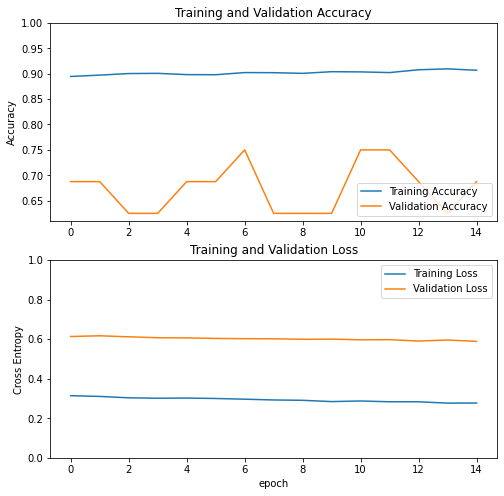 Training and Validation Accuracy
1.00
0.95
0.90
0.85
0.80
0.75
0.70
0.65
Accuracy
Training Accuracy
Validation Accuracy
0 2 4 6 8 10 12 14
Training and Validation Loss
1.0
0.8
0.6
0.4
0.2
0.0
Cross Entropy
Training Loss
Validation Loss
0 2 4 6 8 10 12 14
epoch